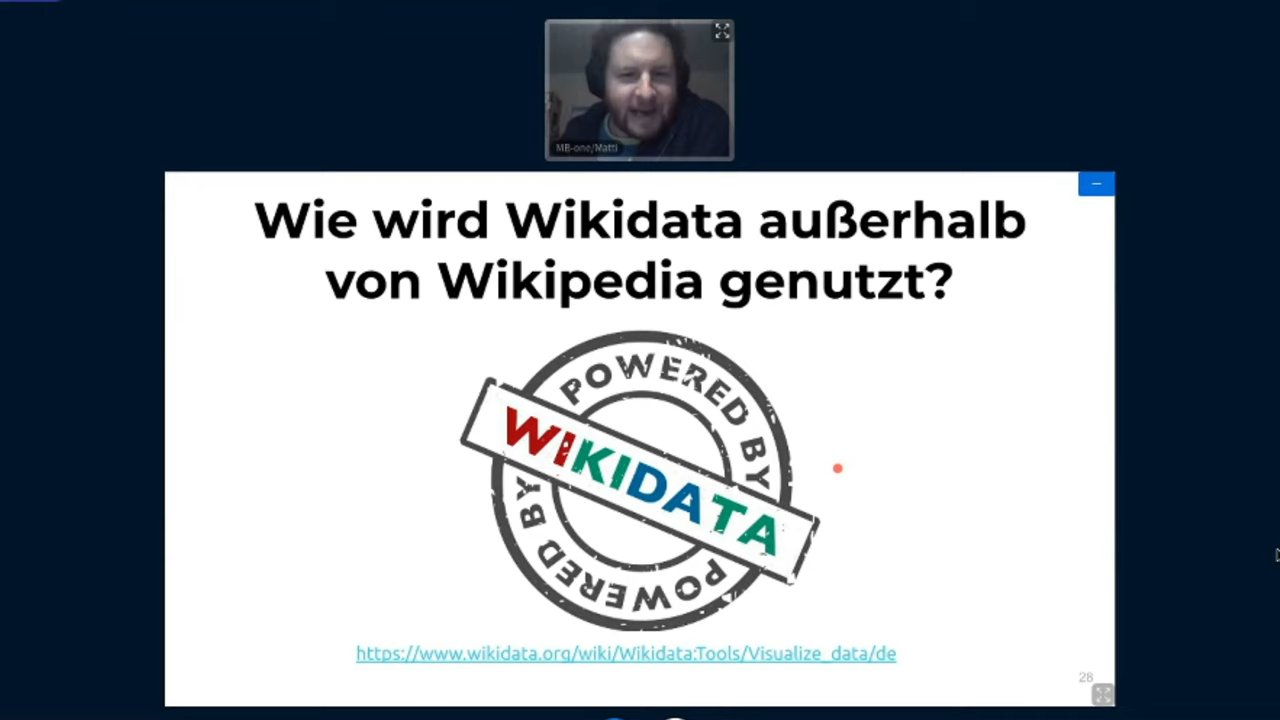 MB-one/Matti
Wie wird Wikidata außerhalb
von Wikipedia genutzt?
POWERED BY
WIKIDATA
POWERED BY
https://www.wikidata.org/wiki/Wikidata:Tools/Visualize_data/de
28